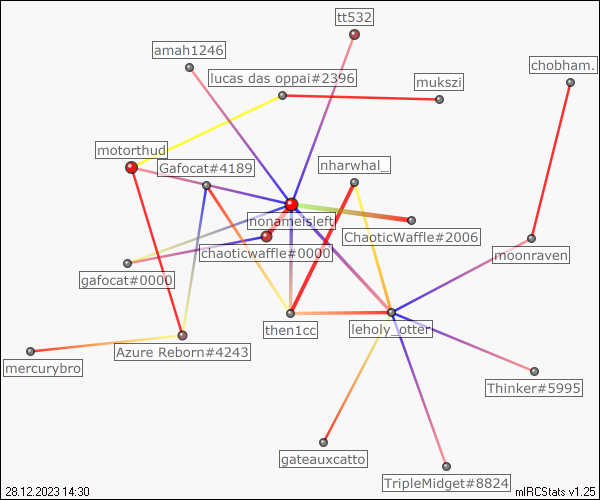 tt532
amah1246
chobham.
lucas das oppai#2396
mukszi
motorthud
Gafocat#4189
nharwhal_
nonameisleft
ChaoticWaffle#2006
chaoticwaffle#0000
moonraven
gafocat#0000
then1cc
leholy_otter
Azure Reborn#4243
mercurybro
Thinker#5995
gateauxcatto
TripleMidget#8824
28.12.2023 14:30
mIRCStats v1.25